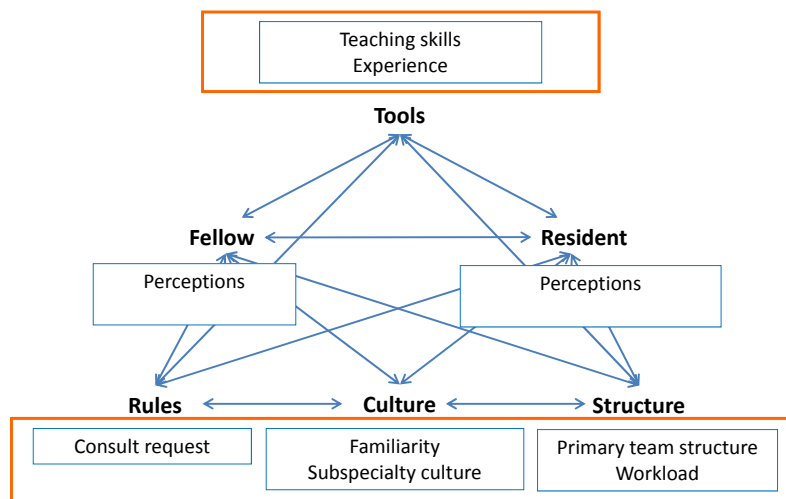 Teaching skills
Experience
Tools
Fellow
Resident
Perceptions
Perceptions
Rules
Culture
Structure
Consult request
Familiarity
Subspecialty culture
Primary team structure
Workload